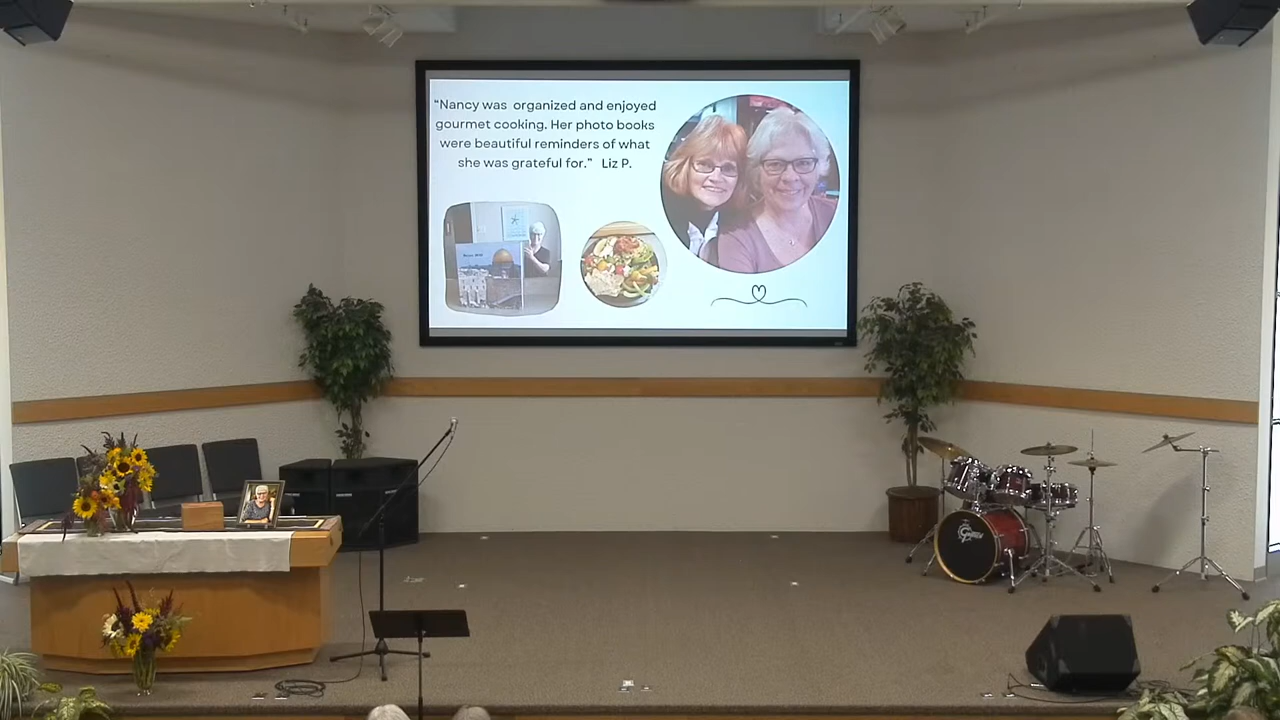 "Nancy was organized and enjoyed
gourmet cooking. Her photo books
were beautiful reminders of what
she was grateful for." Liz P.